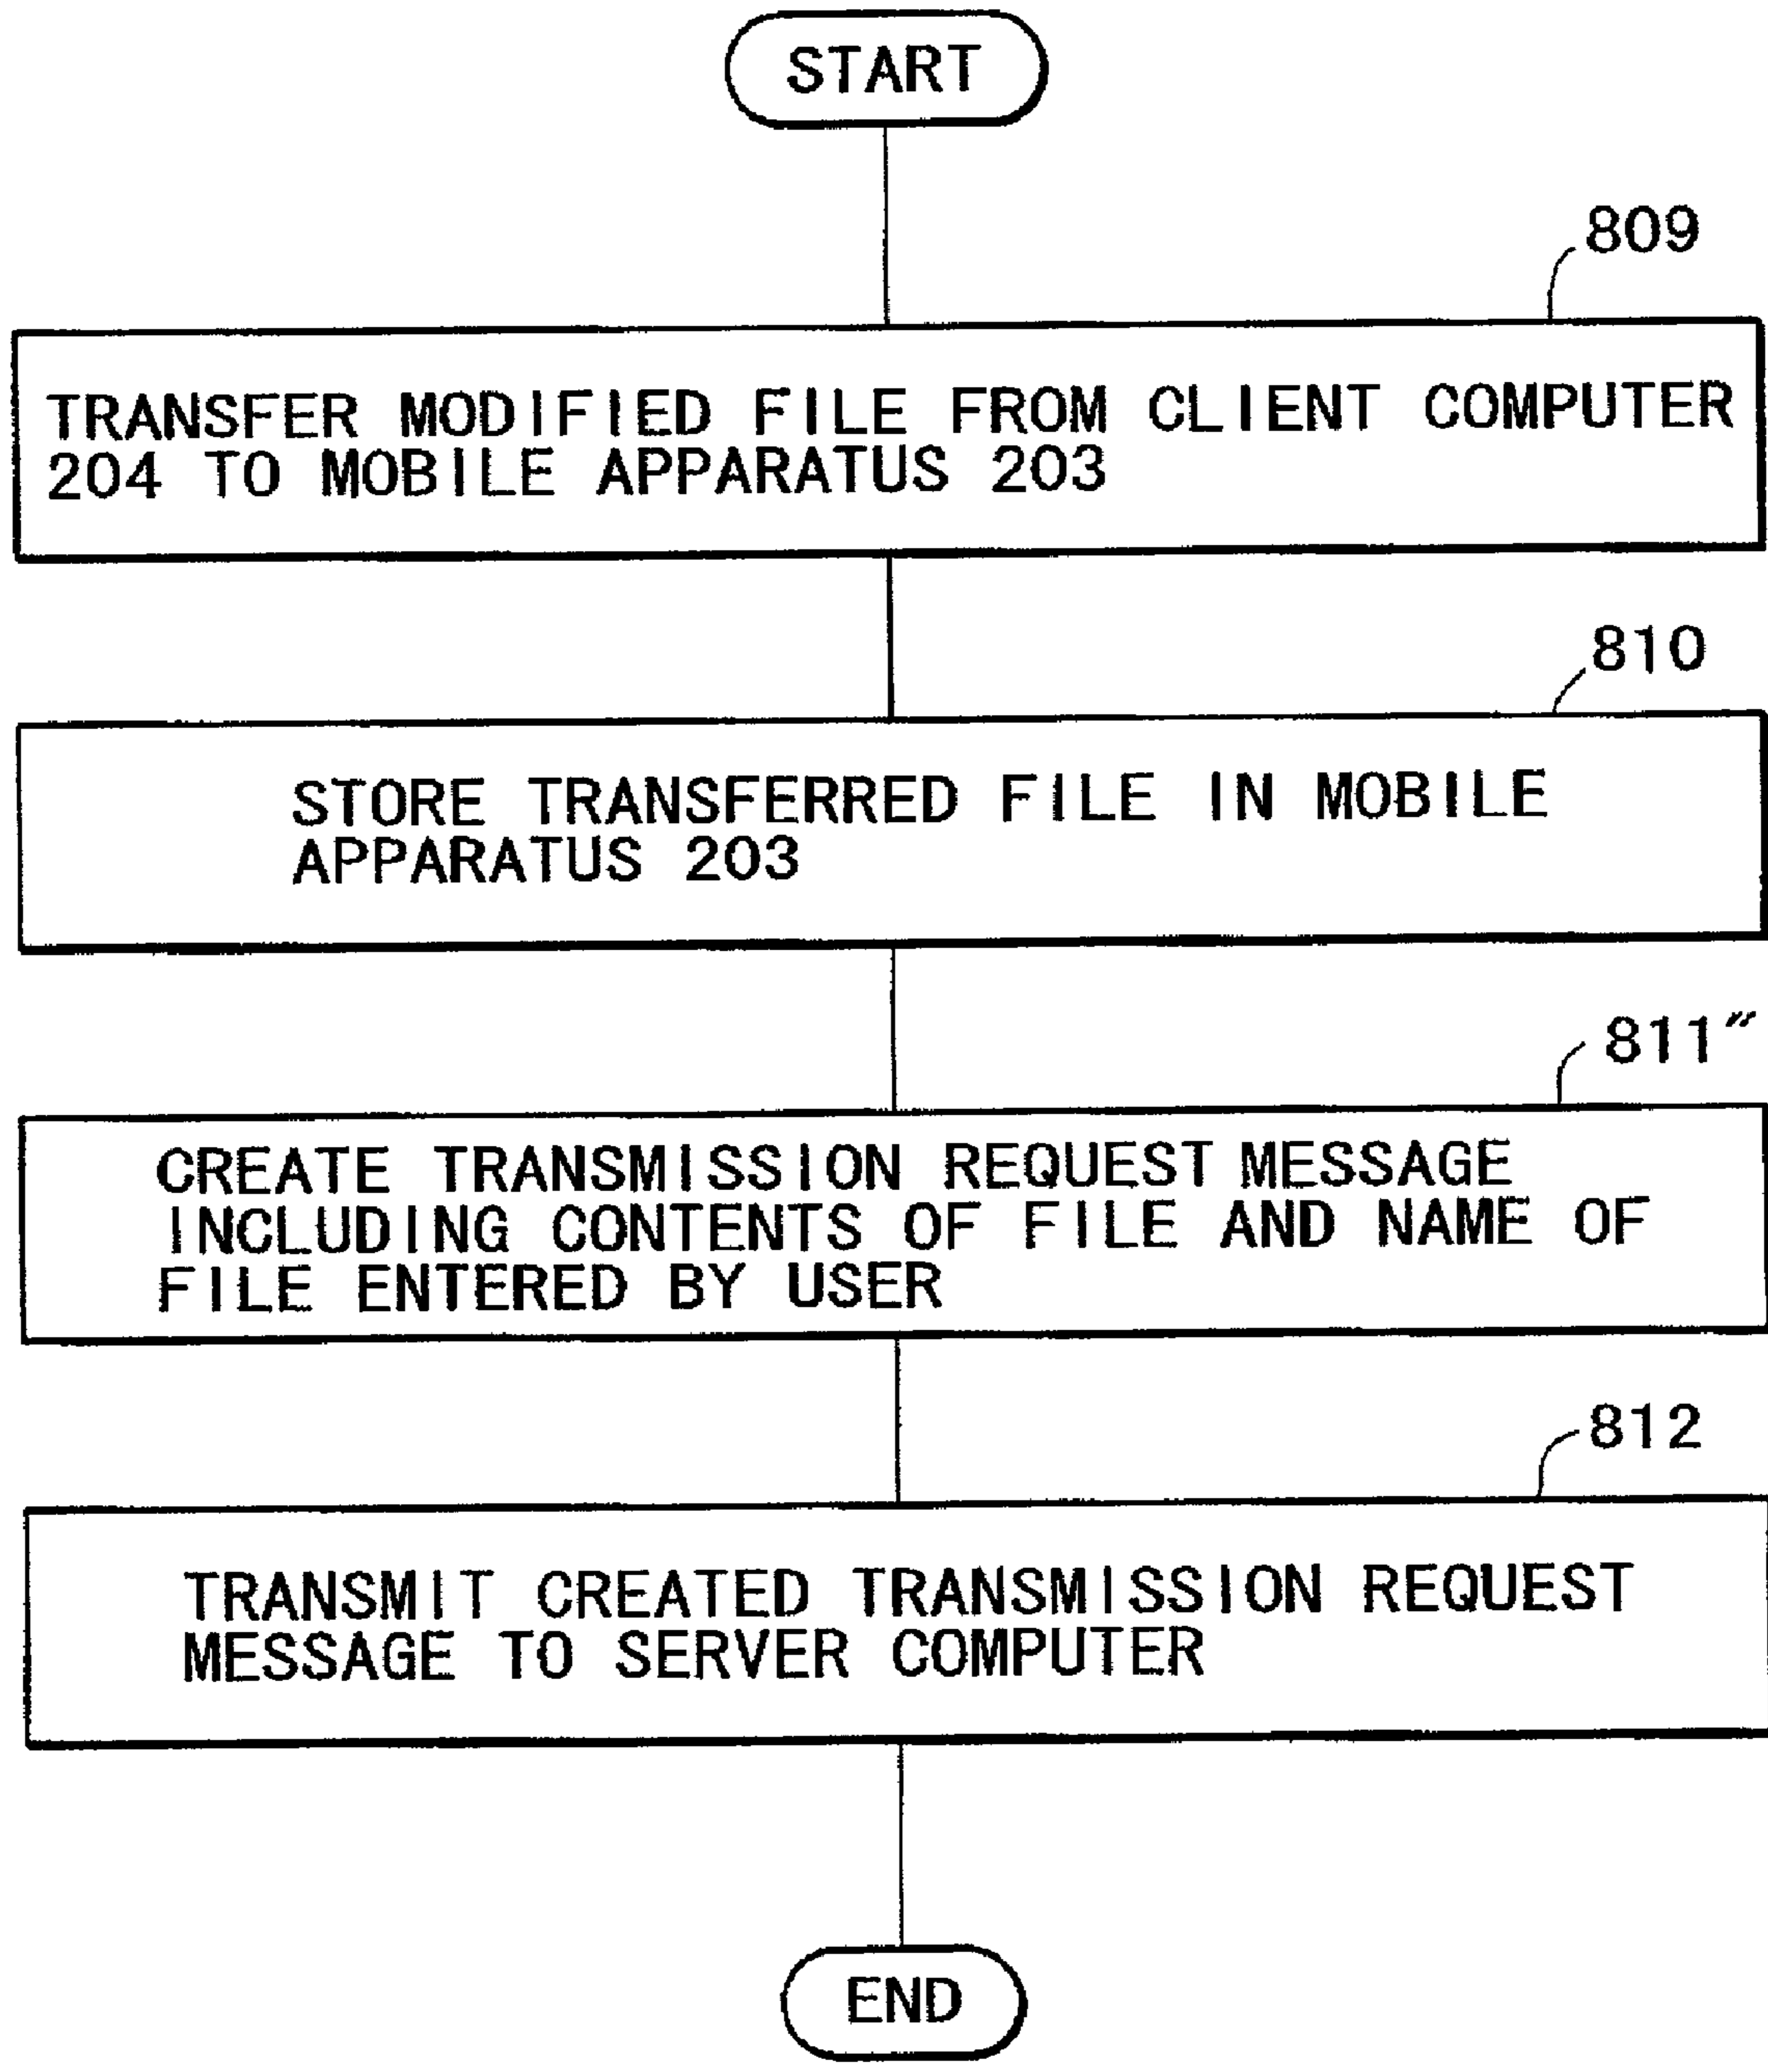 START
809
TRANSFER MODIFIED FILE FROM CLIENT COMPUTER
204 TO MOBILE APPARATUS 203
810
STORE TRANSFERRED FILE IN MOBILE
APPARATUS 203
811"
CREATE TRANSMISSION REQUEST MESSAGE
INCLUDING CONTENTS OF FILE AND NAME OF
FILE ENTERED BY USER
812
TRANSMIT CREATED TRANSMISSION REQUEST
MESSAGE TO SERVER COMPUTER
END